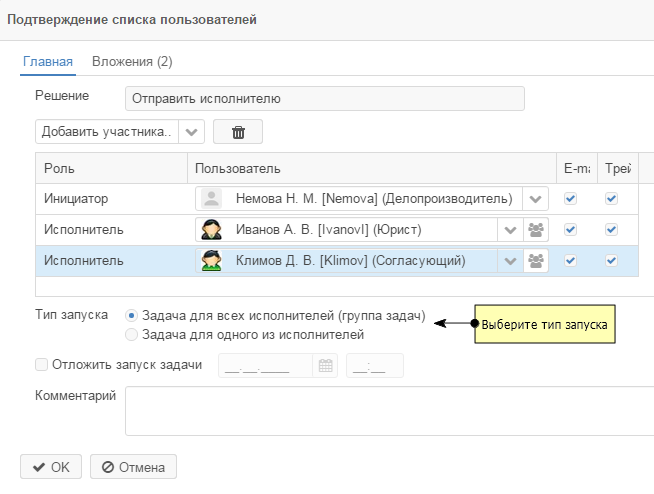 Подтверждение списка пользователей
Главная Вложения (2)
Решение Отправить исполнителю
Добавить участника..
Роль Пользователь E-ma Трей
Инициатор Немова Н. М. [Nemova] (Делопроизводитель)
Исполнитель Иванов А. В. [IvanovI] (Юрист)
Исполнитель Климов Д. В. [Klimov] (Согласующий)
Тип запуска Задача для всех исполнителей (группа задач)
Выберите тип запуска
Задача для одного из исполнителей
Отложить запуск задачи __.__.____ __:__
Комментарий
OK Отмена